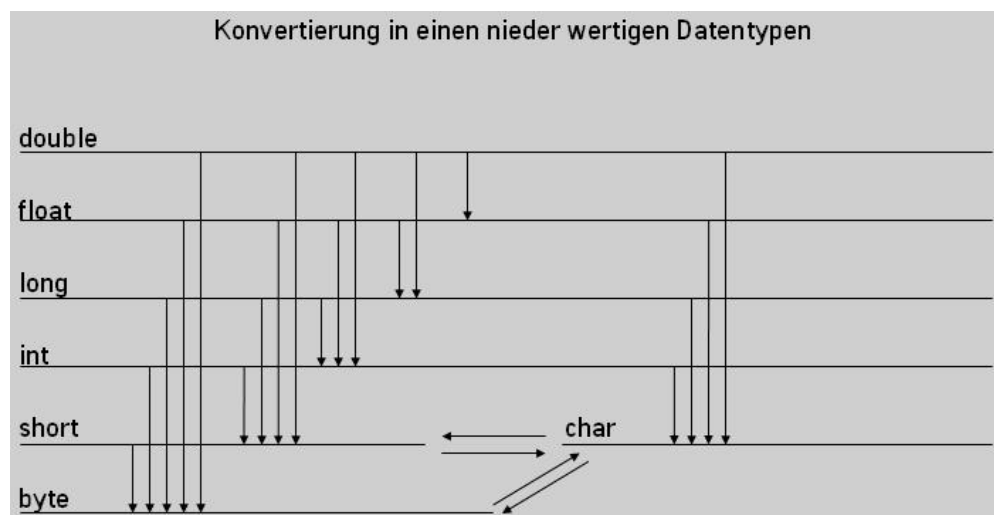 Konvertierung in einen nieder wertigen Datentypen
double
float
long
int
short
char
byte